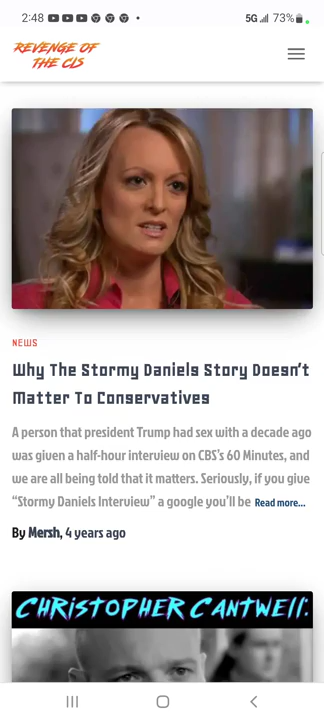 2:48
5G
73%
REVENGE OF
THE CIS
NEWS
Why The Stormy Daniels Story Doesn't
Matter To Conservatives
A person that president Trump had sex with a decade ago
was given a half-hour interview on CBS's 60 Minutes, and
we are all being told that it matters. Seriously, if you give
"Stormy Daniels Interview" a google you'll be Read more...
By Mersh, 4 years ago
CHRISTOPHER CANTWELL: